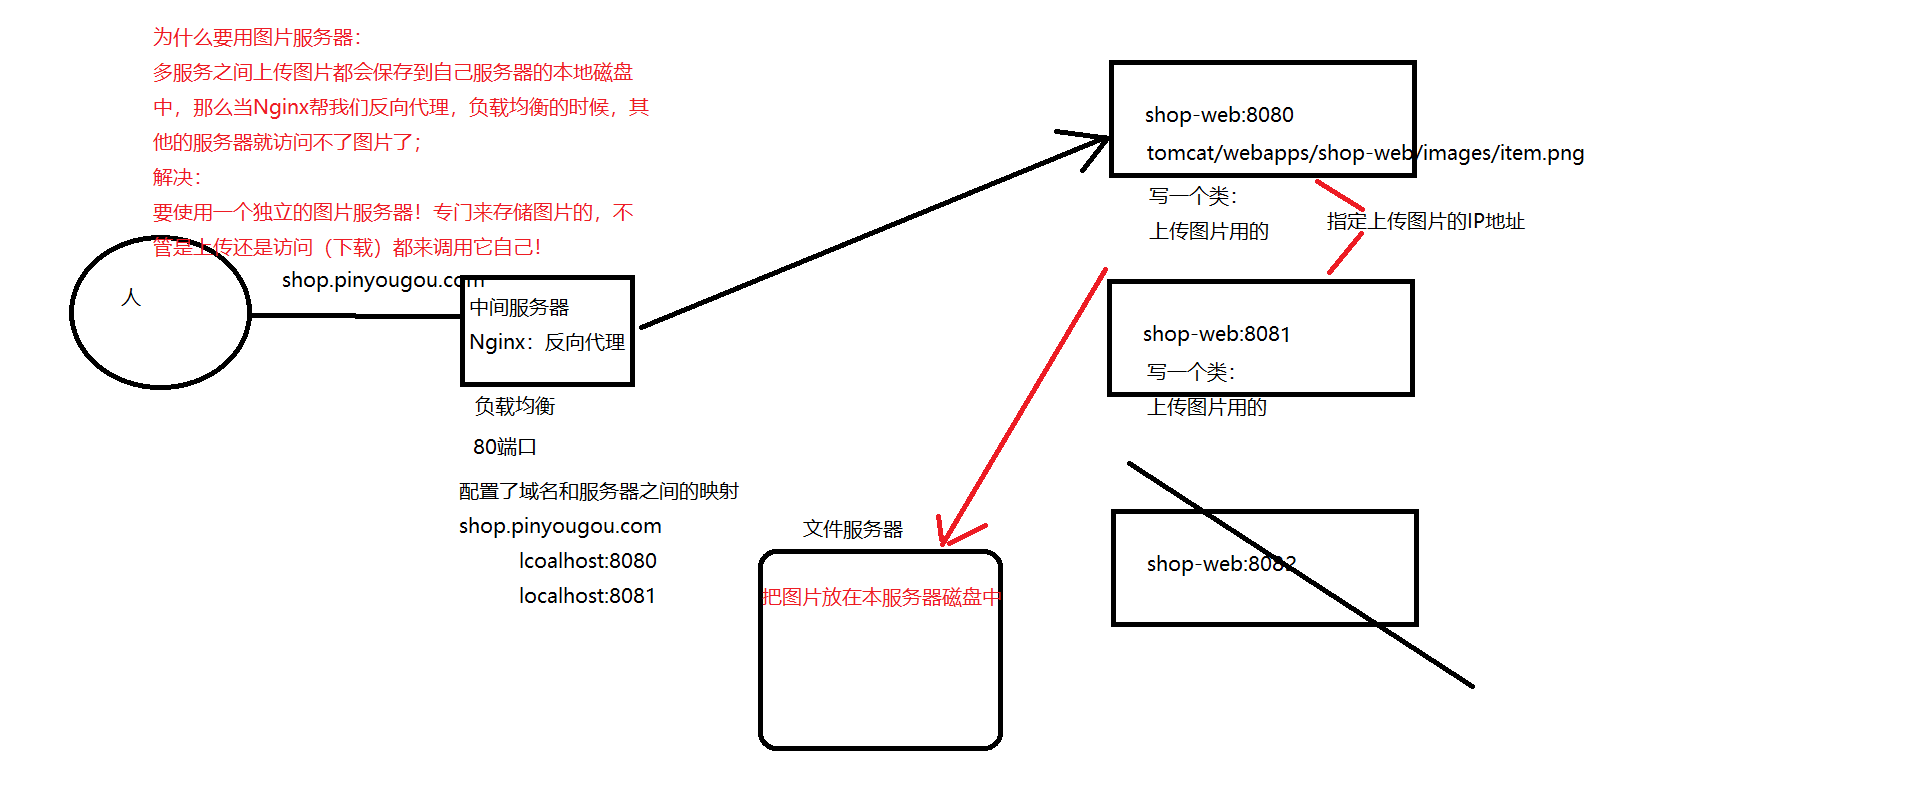 为什么要用图片服务器：
多服务之间上传图片都会保存到自己服务器的本地磁盘
中，那么当Nginx帮我们反向代理，负载均衡的时候，其
他的服务器就访问不了图片了；
解决：
要使用一个独立的图片服务器！专门来存储图片的，不
管是上传还是访问（下载）都来调用它自己！
人
shop.pinyougou.com
中间服务器
Nginx：反向代理
负载均衡
80端口
配置了域名和服务器之间的映射
shop.pinyougou.com
lcoalhost:8080
localhost:8081
文件服务器
把图片放在本服务器磁盘中
shop-web:8080
tomcat/webapps/shop-web/images/item.png
写一个类：
上传图片用的
指定上传图片的IP地址
shop-web:8081
写一个类：
上传图片用的
shop-web:8082